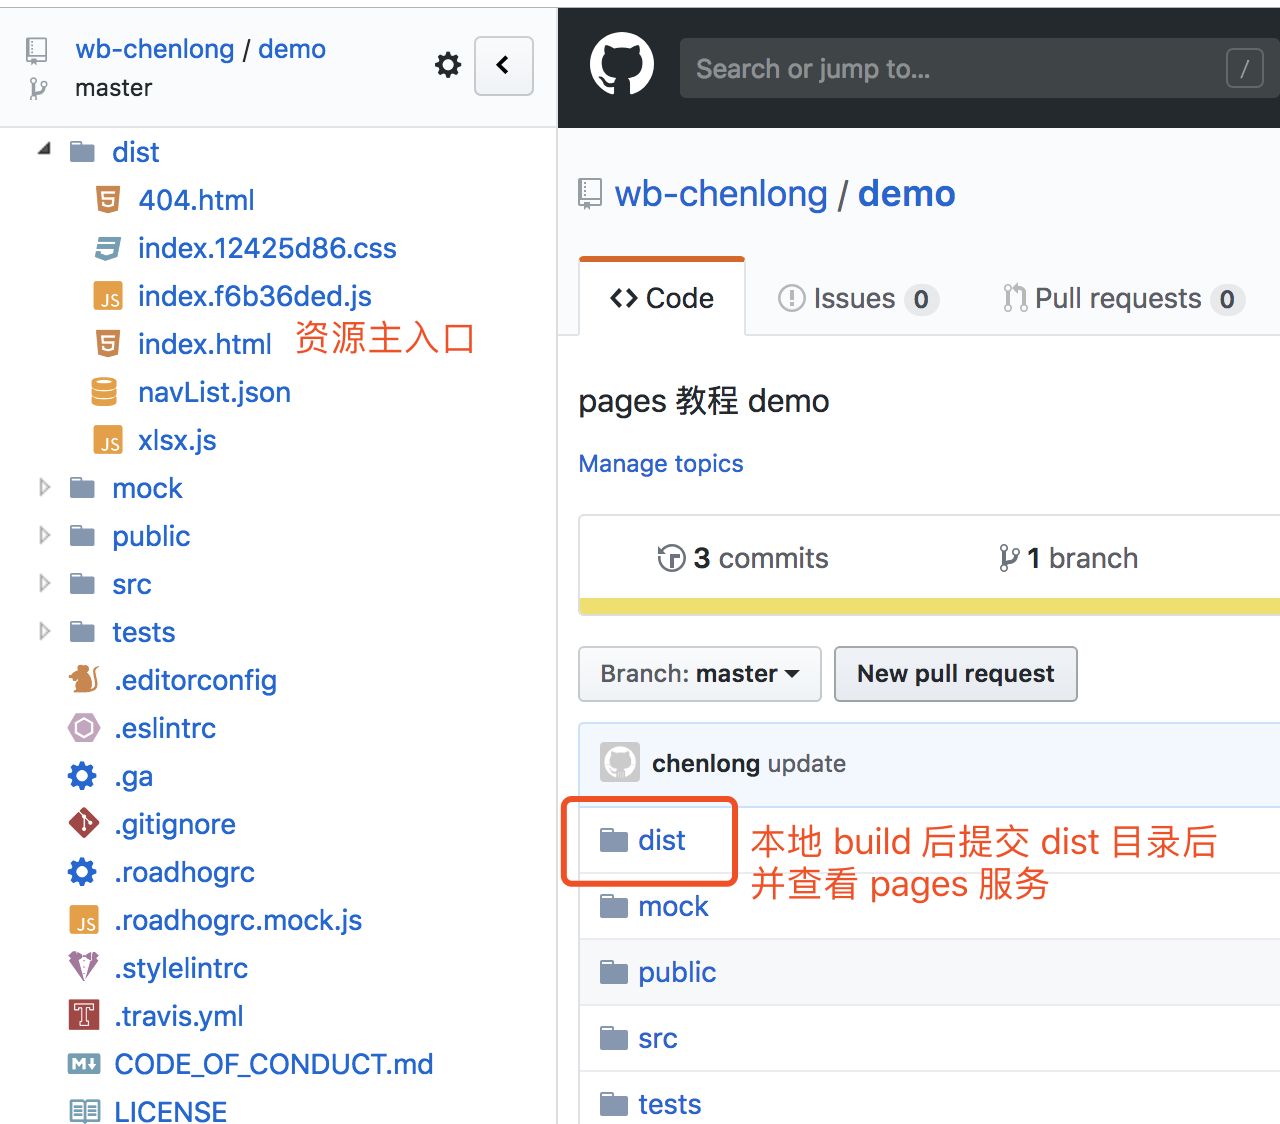 wb-chenlong / demo
master
dist
404.html
index.12425d86.css
index.f6b36ded.js
index.html 资源主入口
navList.json
xlsx.js
mock
public
src
tests
.editorconfig
.eslintrc
.ga
.gitignore
.roadhogrc
.roadhogrc.mock.js
.stylelintrc
.travis.yml
CODE_OF_CONDUCT.md
LICENSE
Search or jump to... /
wb-chenlong / demo
Code Issues 0 Pull requests 0
pages 教程 demo
Manage topics
3 commits 1 branch
Branch: master New pull request
chenlong update
dist 本地 build 后提交 dist 目录后
并查看 pages 服务
mock
public
src
tests